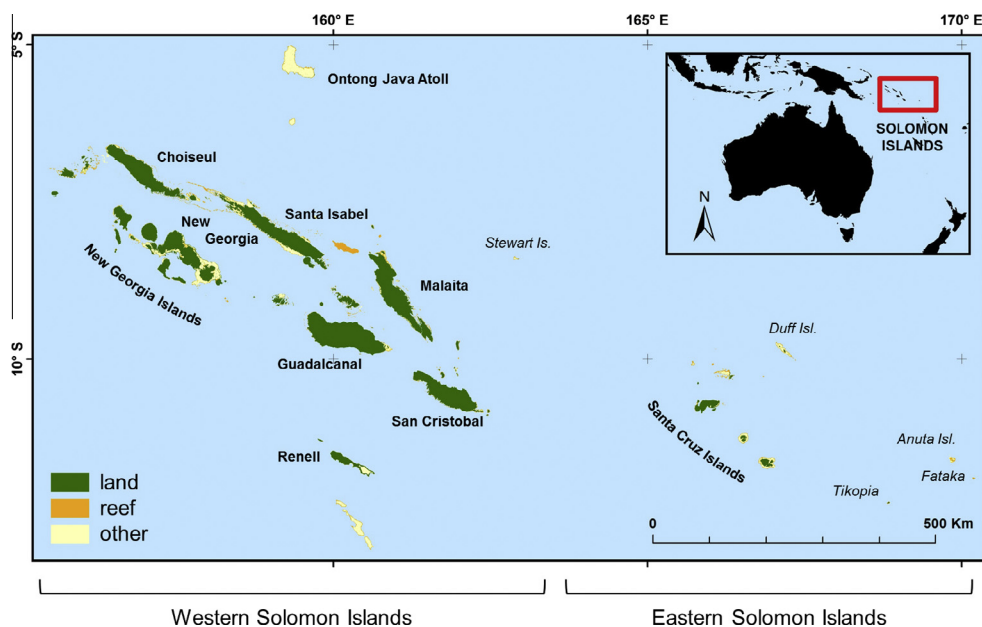 160° E
165° E
170° E
5° S
Ontong Java Atoll
SOLOMON
ISLANDS
N
Choiseul
Santa Isabel
New
Georgia
Stewart Is.
New Georgia Islands
Malaita
Duff Isl.
10° S
Guadalcanal
San Cristobal
Santa Cruz Islands
Renell
Anuta Isl.
Fataka
Tikopia
land
reef
other
0
500 Km
Western Solomon Islands
Eastern Solomon Islands